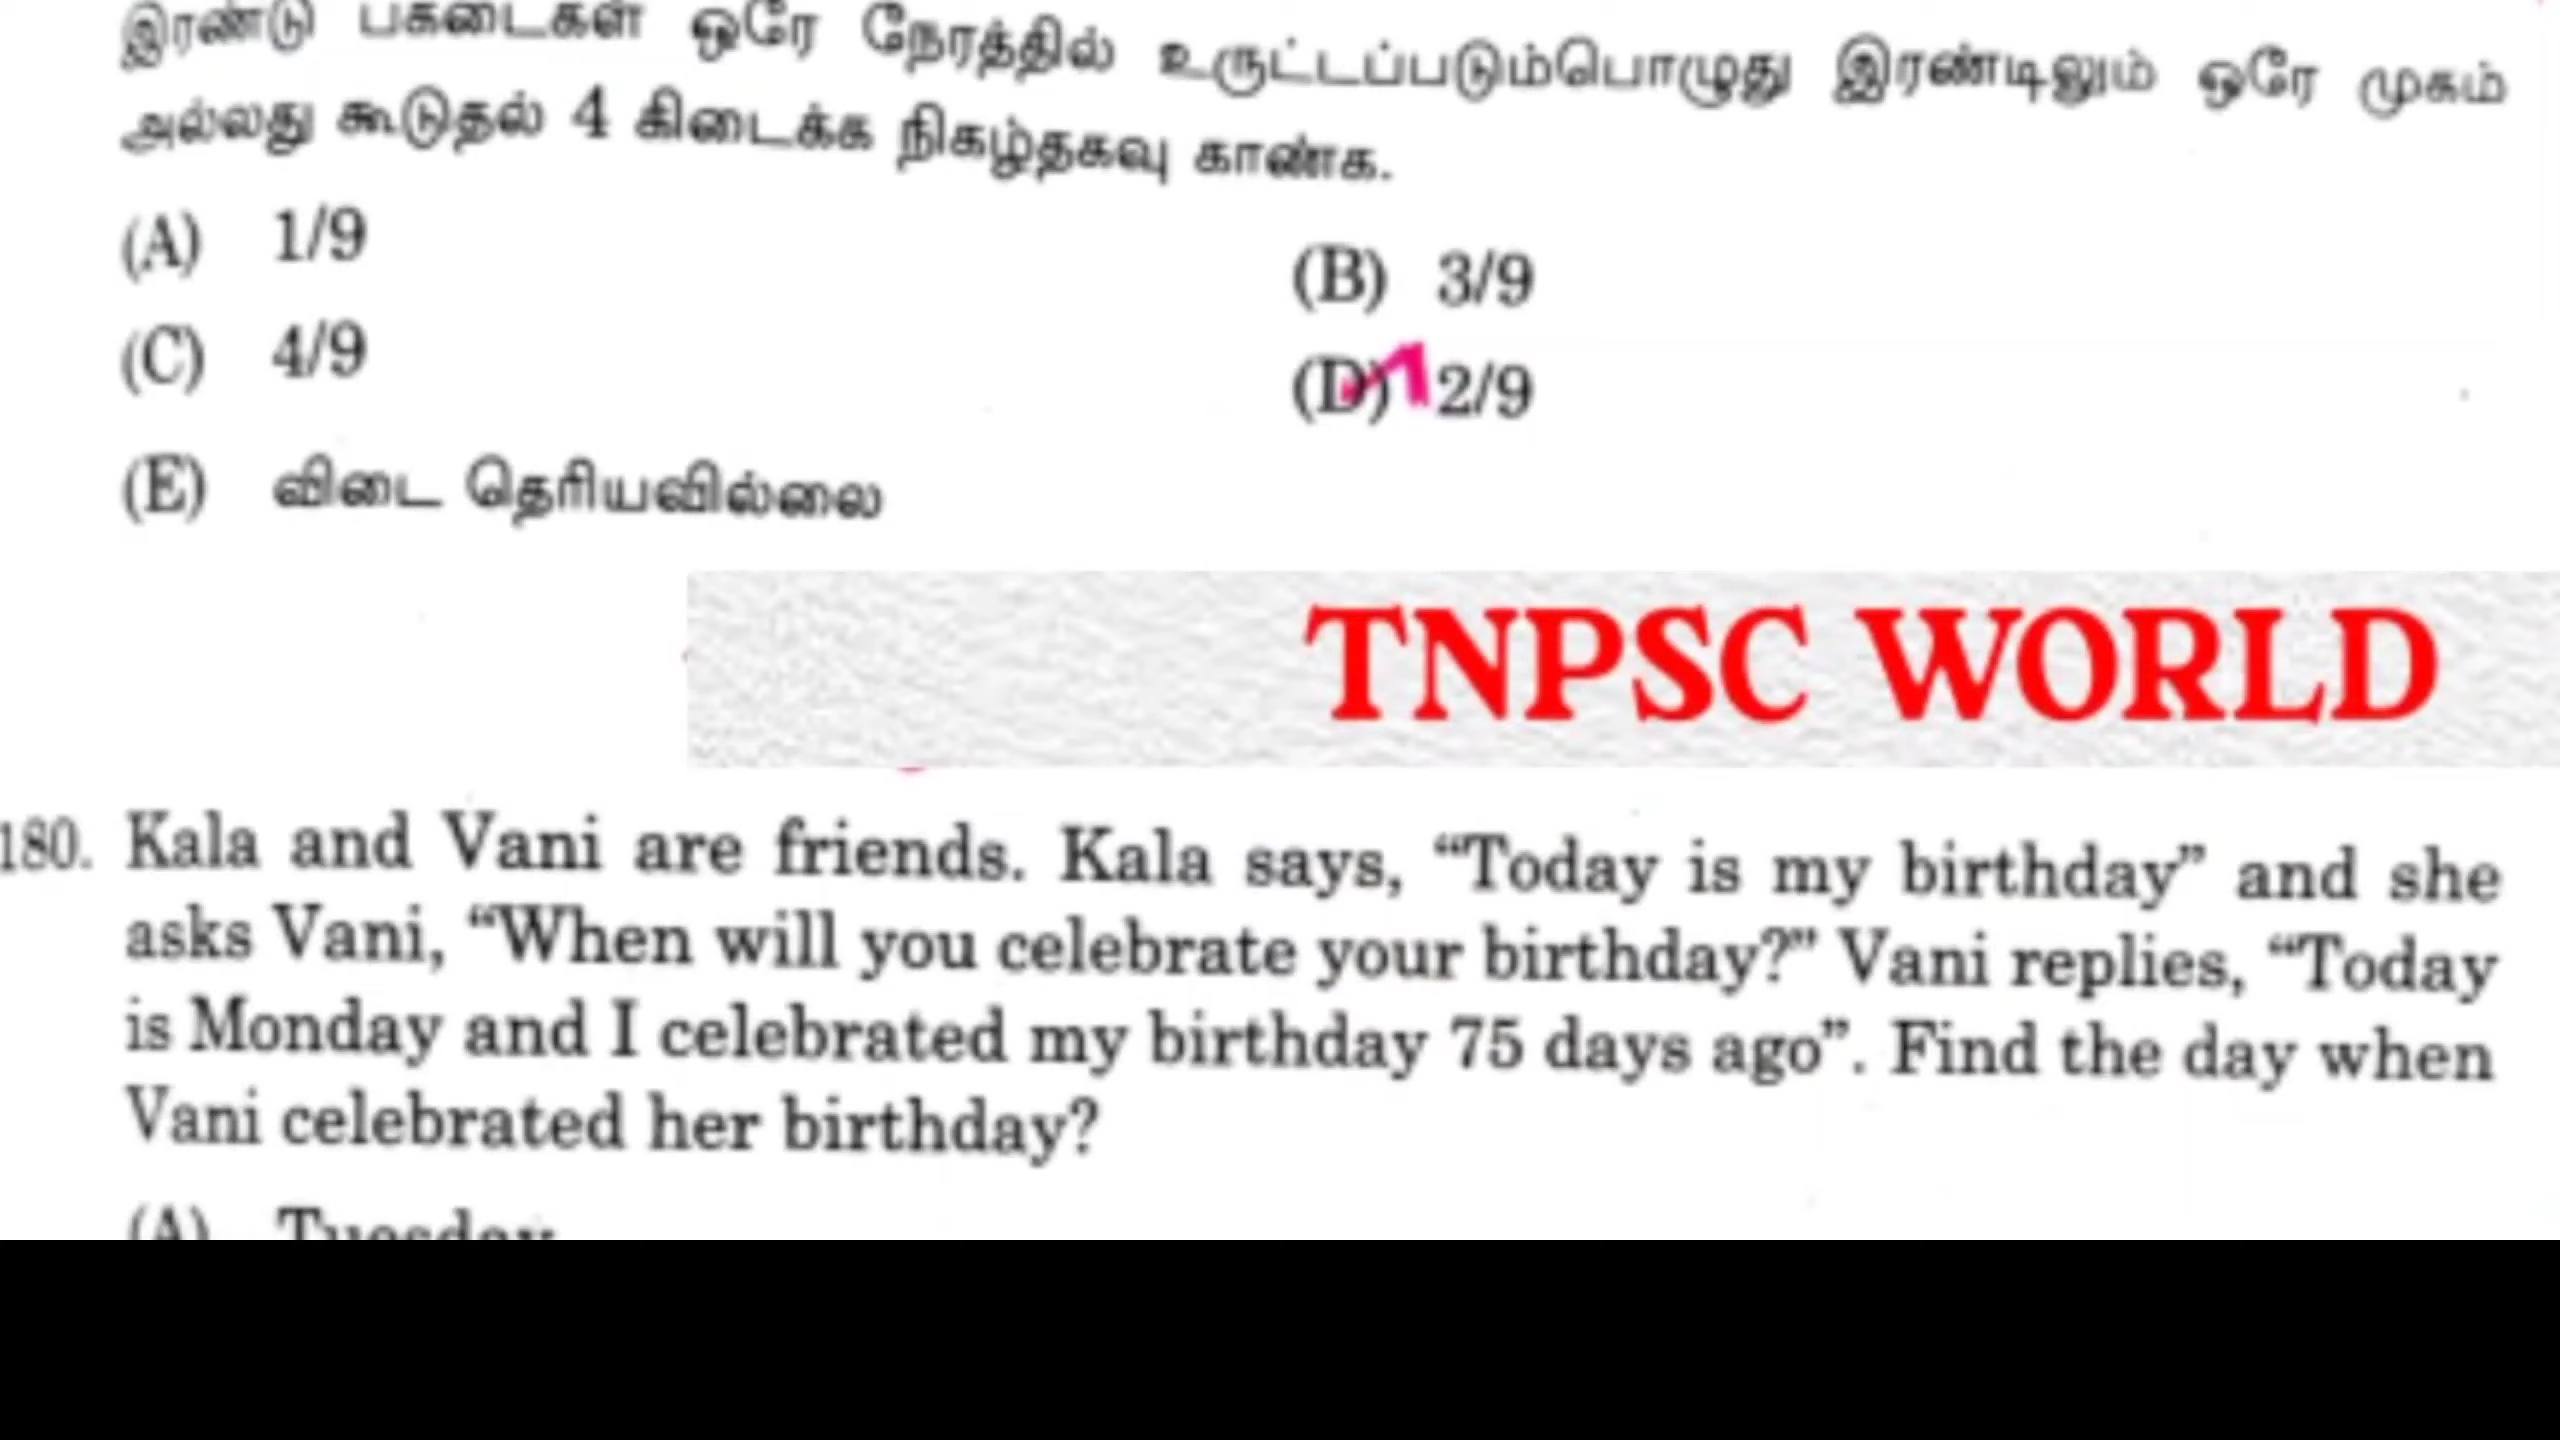 இரண்டு பகடைகள் ஒரே நேரத்தில் உருட்டப்படும்பொழுது இரண்டிலும் ஒரே முகம்
அல்லது கூடுதல் 4 கிடைக்க நிகழ்தகவு காண்க.
(A) 1/9
(B) 3/9
(C) 4/9
(D) 2/9
(E) விடை தெரியவில்லை
TNPSC WORLD
180. Kala and Vani are friends. Kala says, “Today is my birthday” and she
asks Vani, “When will you celebrate your birthday?” Vani replies, “Today
is Monday and I celebrated my birthday 75 days ago”. Find the day when
Vani celebrated her birthday?
(A) Tuesday